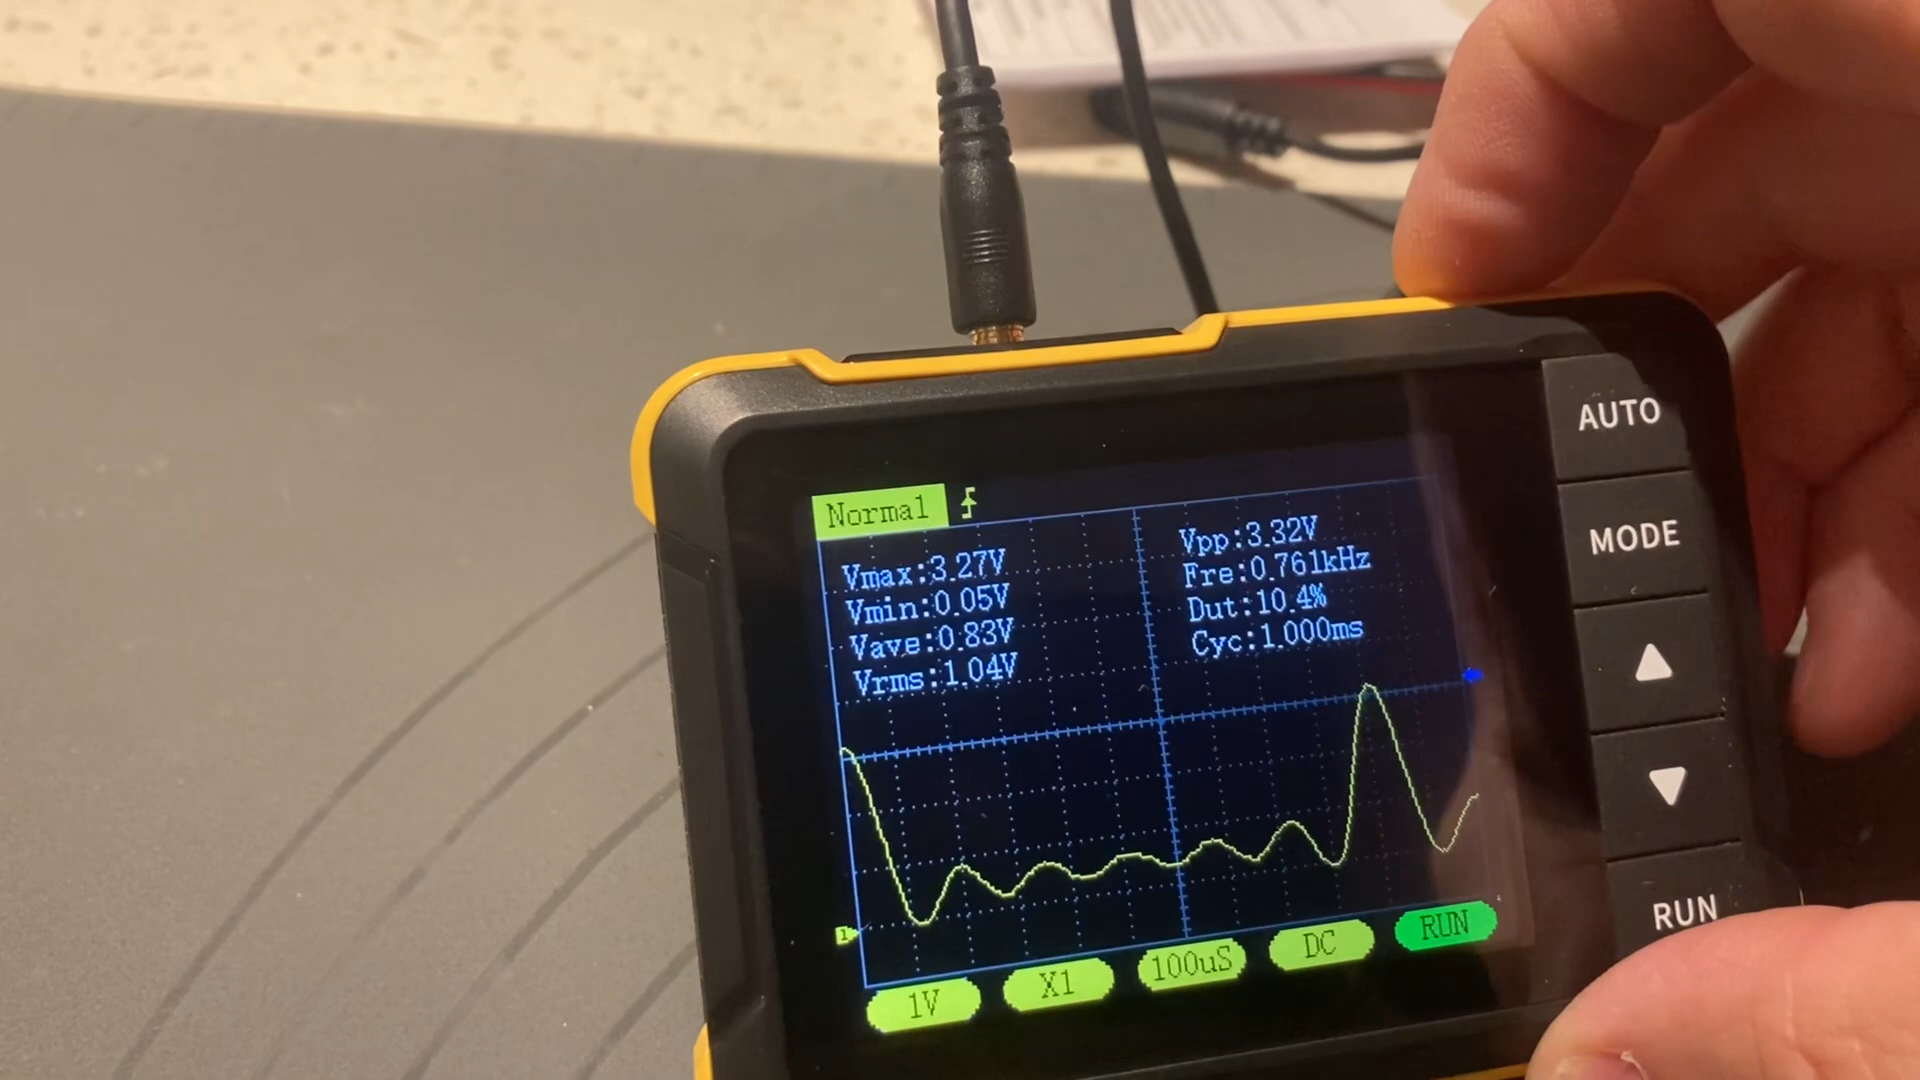 Normal
Vmax:3.27V
Vmin:0.05V
Vave:0.83V
Vrms:1.04V
Vpp:3.32V
Fre:0.761kHz
Dut:10.4%
Cyc:1.000ms
1
1V
X1
100uS
DC
RUN
AUTO
MODE
RUN